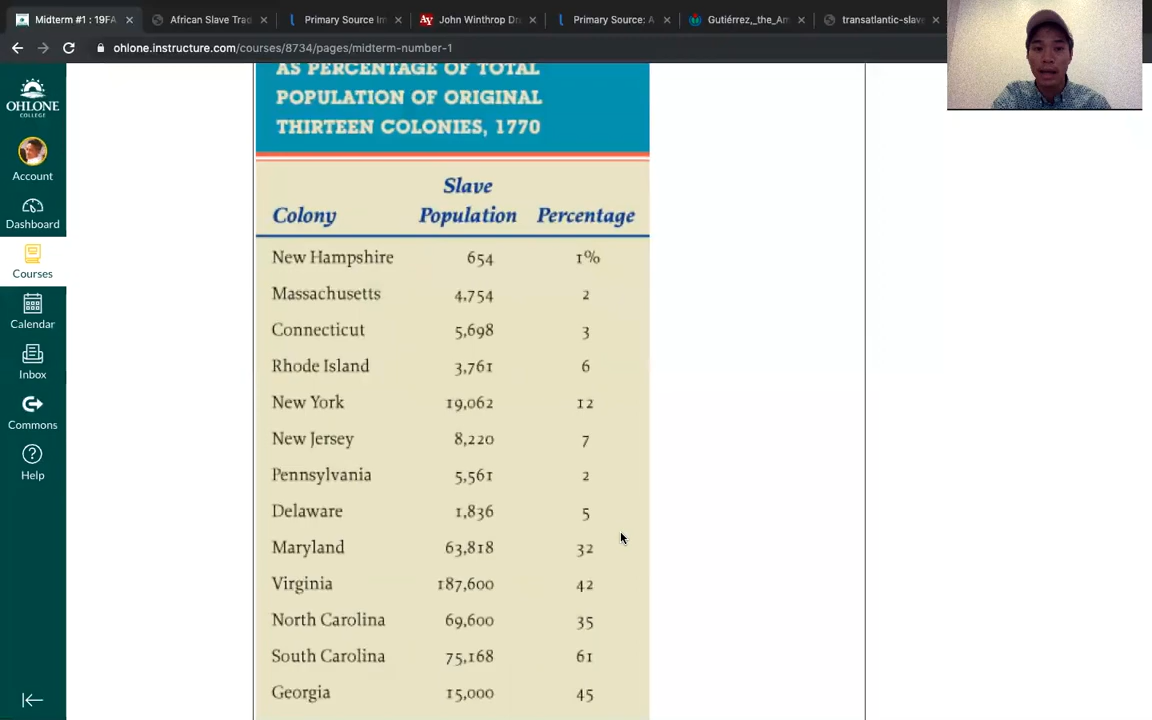 Midterm #1 : 19FA
African Slave Trad
Primary Source Im
John Winthrop Dr
Primary Source: A
Gutiérrez,_the_Am
transatlantic-slav
ohlone.instructure.com/courses/8734/pages/midterm-number-1
OHLONE
COLLEGE
Account
Dashboard
Courses
Calendar
Inbox
Commons
Help
AS PERCENTAGE OF TOTAL
POPULATION OF ORIGINAL
THIRTEEN COLONIES, 1770
Slave
Colony Population Percentage
New Hampshire 654 1%
Massachusetts 4,754 2
Connecticut 5,698 3
Rhode Island 3,761 6
New York 19,062 12
New Jersey 8,220 7
Pennsylvania 5,561 2
Delaware 1,836 5
Maryland 63,818 32
Virginia 187,600 42
North Carolina 69,600 35
South Carolina 75,168 61
Georgia 15,000 45